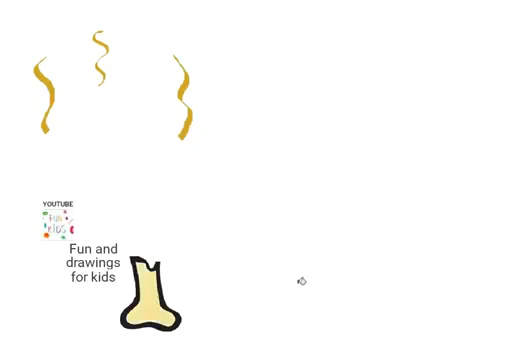 YOUTUBE
FUN
KIDS
Fun and
drawings
for kids